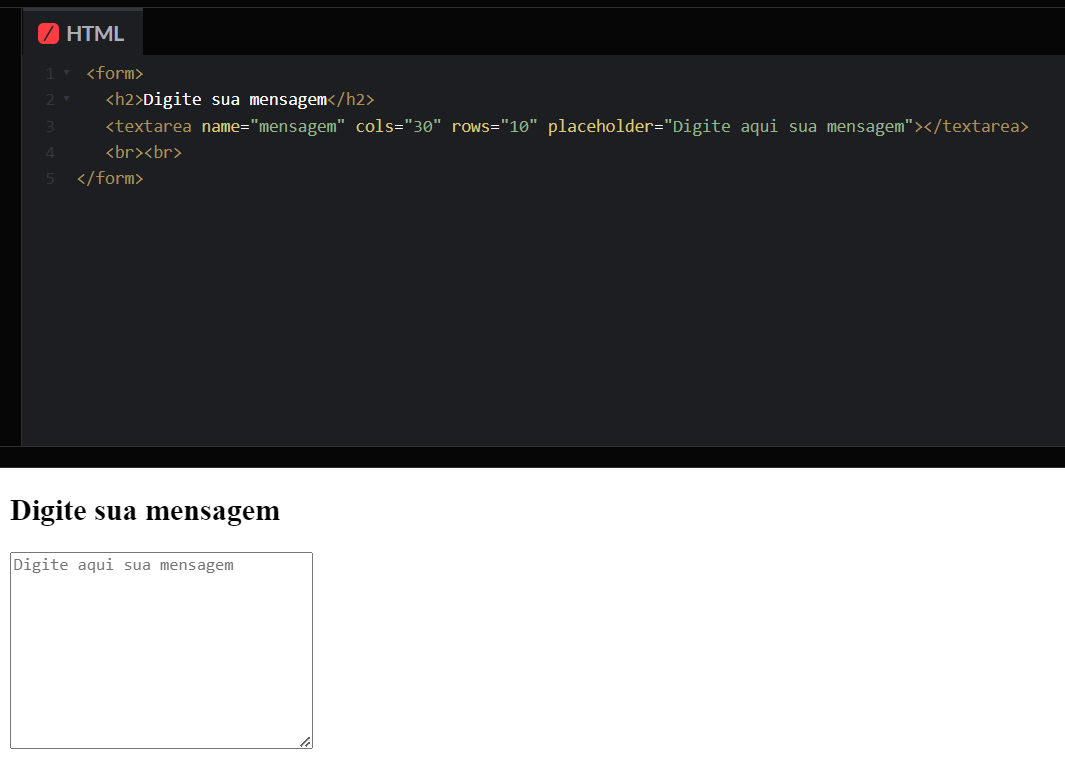 HTML
1 <form>
2 <h2>Digite sua mensagem</h2>
3 <textarea name="mensagem" cols="30" rows="10" placeholder="Digite aqui sua mensagem"></textarea>
4 <br><br>
5 </form>
Digite sua mensagem
Digite aqui sua mensagem